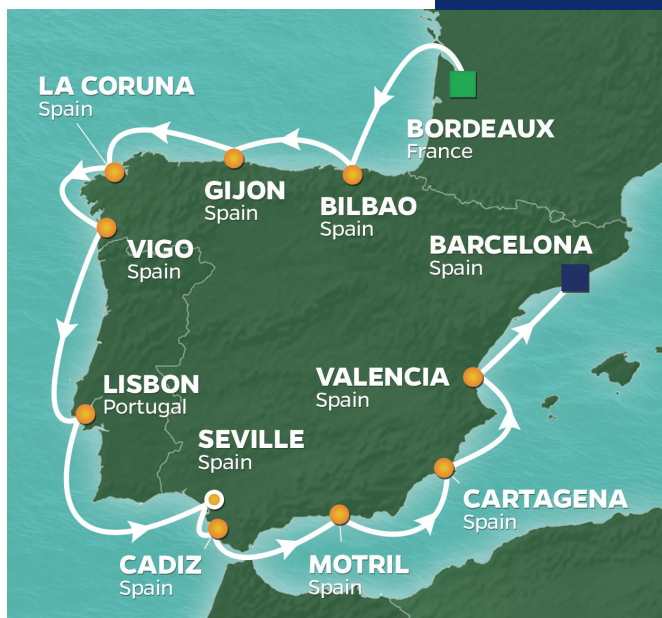 LA CORUNA
Spain
BORDEAUX
France
GIJON
Spain
BILBAO
Spain
VIGO
Spain
BARCELONA
Spain
LISBON
Portugal
VALENCIA
Spain
SEVILLE
Spain
CARTAGENA
Spain
CADIZ
Spain
MOTRIL
Spain